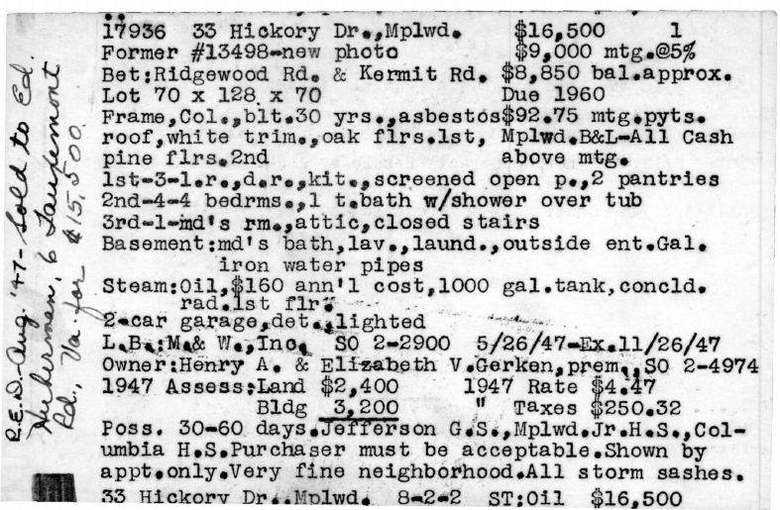 17936  33 Hickory Dr.,Mplwd.    $16,500    1
Former #13498-new photo    $9,000 mtg.@5%
Bet:Ridgewood Rd. & Kermit Rd. $8,850 bal.approx.
Lot 70 x 128 x 70    Due 1960
Frame,Col.,blt.30 yrs.,asbestos$92.75 mtg.pyts.
roof,white trim.,oak flrs.1st, Mplwd.B&L-All Cash
pine flrs.2nd    above mtg.
1st-3-l.r.,d.r.,kit.,screened open p.,2 pantries
2nd-4-4 bedrms.,1 t.bath w/shower over tub
3rd-1-md's rm.,attic,closed stairs
Basement:md's bath,lav.,laund.,outside ent.Gal.
iron water pipes
Steam:Oil,$160 ann'l cost,1000 gal.tank,concld.
rad.1st flr.
2-car garage,det.,lighted
L.B.:M.& W.,Inc. SO 2-2900  5/26/47-Ex.11/26/47
Owner:Henry A. & Elizabeth V.Gerken,prem.,SO 2-4974
1947 Assess:Land $2,400    1947 Rate $4.47
Bldg 3,200    "  Taxes $250.32
Poss. 30-60 days.Jefferson G.S.,Mplwd.Jr.H.S.,Col-
umbia H.S.Purchaser must be acceptable.Shown by
appt.only.Very fine neighborhood.All storm sashes.
33 Hickory Dr..Mplwd.  8-2-2  ST:Oil  $16,500
R.E.D.-Aug. '47- Sold to Ed.
6
Rd., Va. for $15,500.